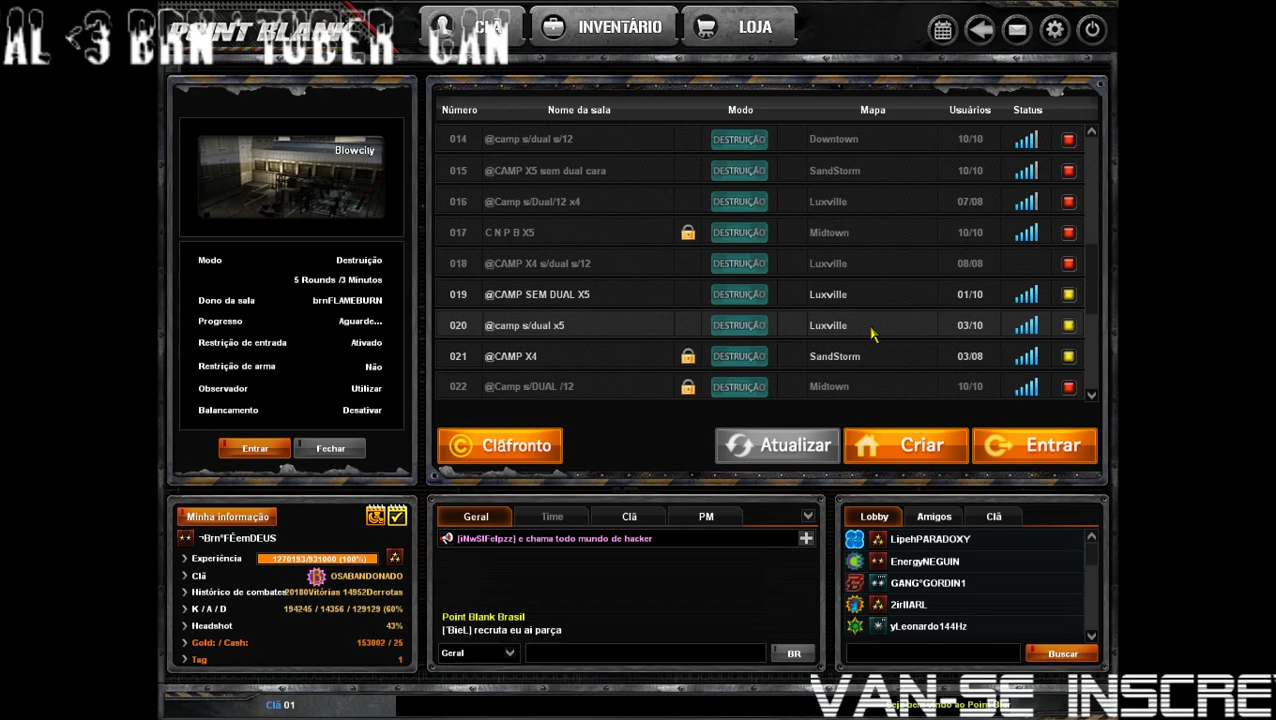 AL <3 BRN TUBER CAN
POINT BLANK
CLÃ
INVENTÁRIO
LOJA
Blowcity
Modo Destruição
5 Rounds /3 Minutos
Dono da sala brnFLAMEBURN
Progresso Aguarde...
Restrição de entrada Ativado
Restrição de arma Não
Observador Utilizar
Balancamento Desativar
Entrar Fechar
Número Nome da sala Modo Mapa Usuários Status
014 @camp s/dual s/12 DESTRUIÇÃO Downtown 10/10
015 @CAMP X5 sem dual cara DESTRUIÇÃO SandStorm 10/10
016 @Camp s/Dual/12 x4 DESTRUIÇÃO Luxville 07/08
017 C N P B X5 DESTRUIÇÃO Midtown 10/10
018 @CAMP X4 s/dual s/12 DESTRUIÇÃO Luxville 08/08
019 @CAMP SEM DUAL X5 DESTRUIÇÃO Luxville 01/10
020 @camp s/dual x5 DESTRUIÇÃO Luxville 03/10
021 @CAMP X4 DESTRUIÇÃO SandStorm 03/08
022 @Camp s/DUAL /12 DESTRUIÇÃO Midtown 10/10
Clãfronto Atualizar Criar Entrar
Minha informação
¬Brn*FÉemDEUS
Experiência 1270193/931000 (100%)
Clã OSABANDONADO
Histórico de combates 20180Vitórias 14952Derrotas
K / A / D 194245 / 14356 / 129129 (60%
Headshot 43%
Gold: / Cash: 153002 / 25
Tag 1
Geral Time Clã PM
[iNwSIFelpzz] e chama todo mundo de hacker
Point Blank Brasil
[*BieL] recruta eu ai parça
Geral BR
Lobby Amigos Clã
LipehPARADOXY
EnergyNEGUIN
GANG*GORDIN1
2irIIARL
yLeonardo144Hz
Buscar
Clã 01
VAN-SE INSCRE